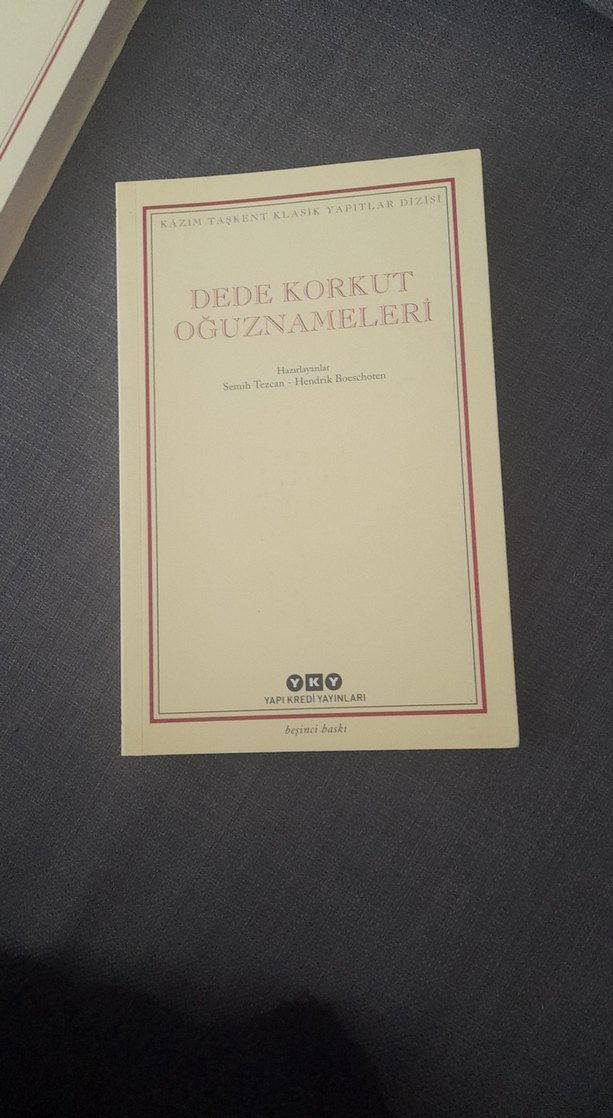 KÂZIM TAŞKENT KLASİK YAPITLAR DİZİSİ
DEDE KORKUT
OĞUZNAMELERİ
Hazırlayanlar
Semih Tezcan - Hendrik Boeschoten
YKY
YAPI KREDİ YAYINLARI
beşinci baskı